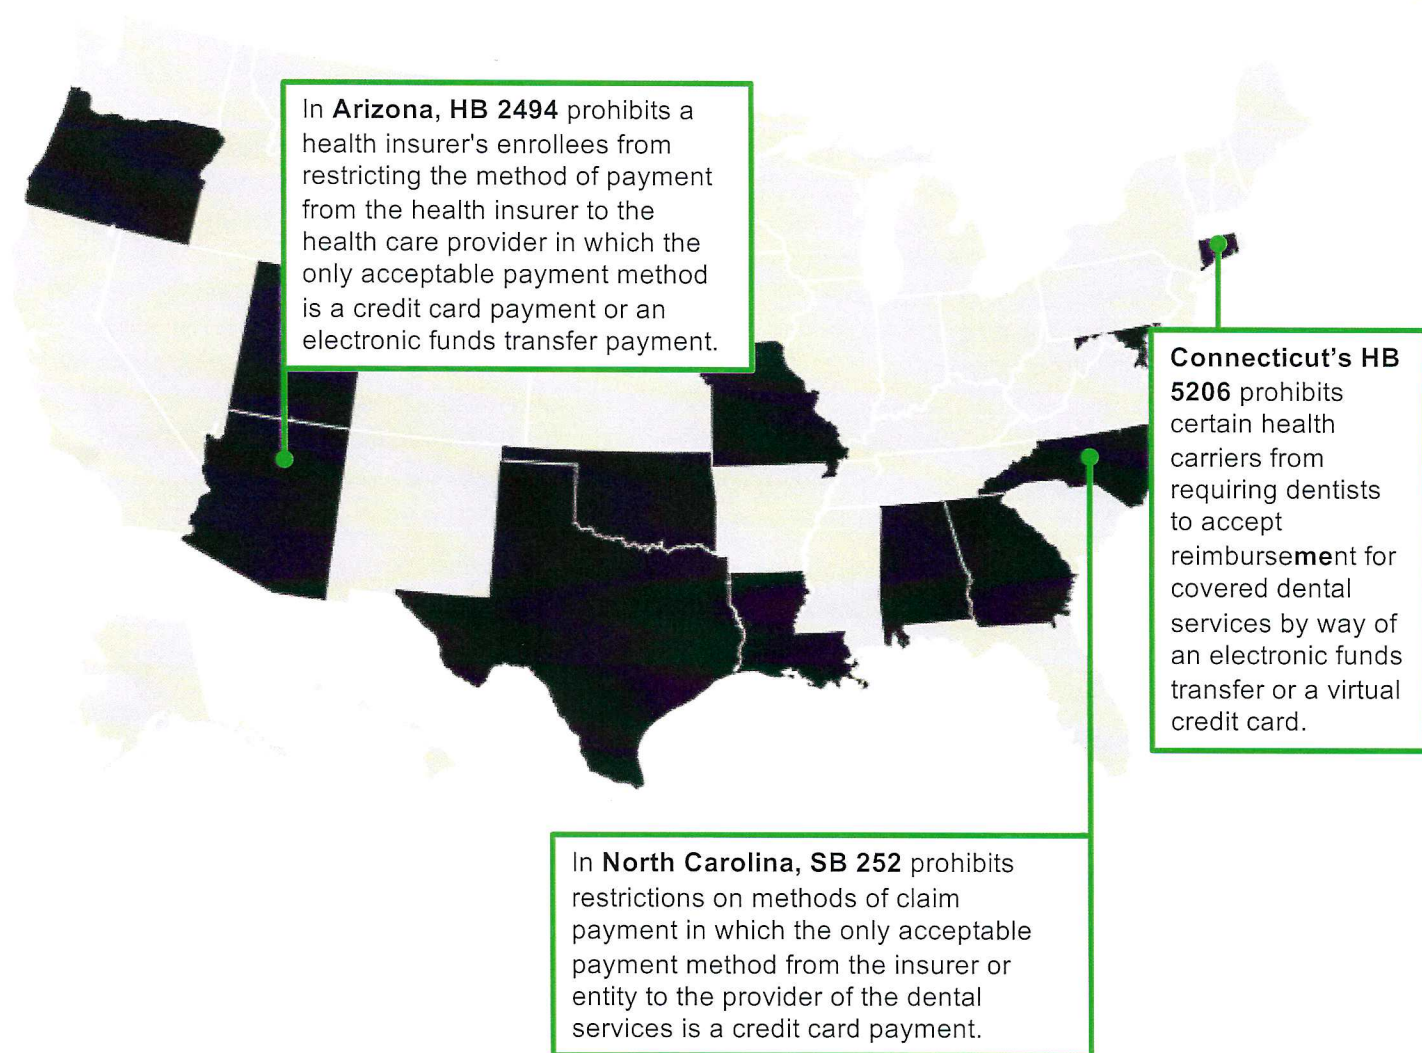 In Arizona, HB 2494 prohibits a
health insurer's enrollees from
restricting the method of payment
from the health insurer to the
health care provider in which the
only acceptable payment method
is a credit card payment or an
electronic funds transfer payment.
Connecticut’s HB
5206 prohibits
certain health
carriers from
requiring dentists
to accept
reimbursement for
covered dental
services by way of
an electronic funds
transfer or a virtual
credit card.
In North Carolina, SB 252 prohibits
restrictions on methods of claim
payment in which the only acceptable
payment method from the insurer or
entity to the provider of the dental
services is a credit card payment.